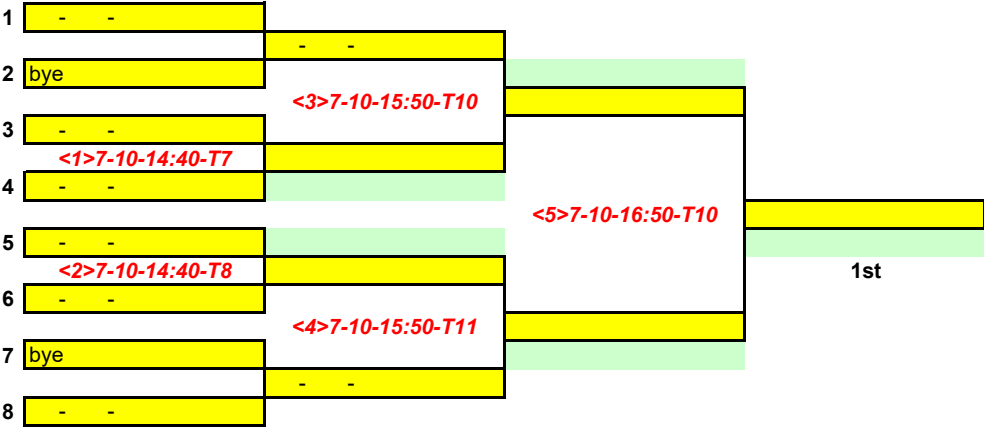 1 - -
- -
2 bye
<3>7-10-15:50-T10
3 - -
<1>7-10-14:40-T7
4 - -
<5>7-10-16:50-T10
5 - -
<2>7-10-14:40-T8
1st
6 - -
<4>7-10-15:50-T11
7 bye
- -
8 - -